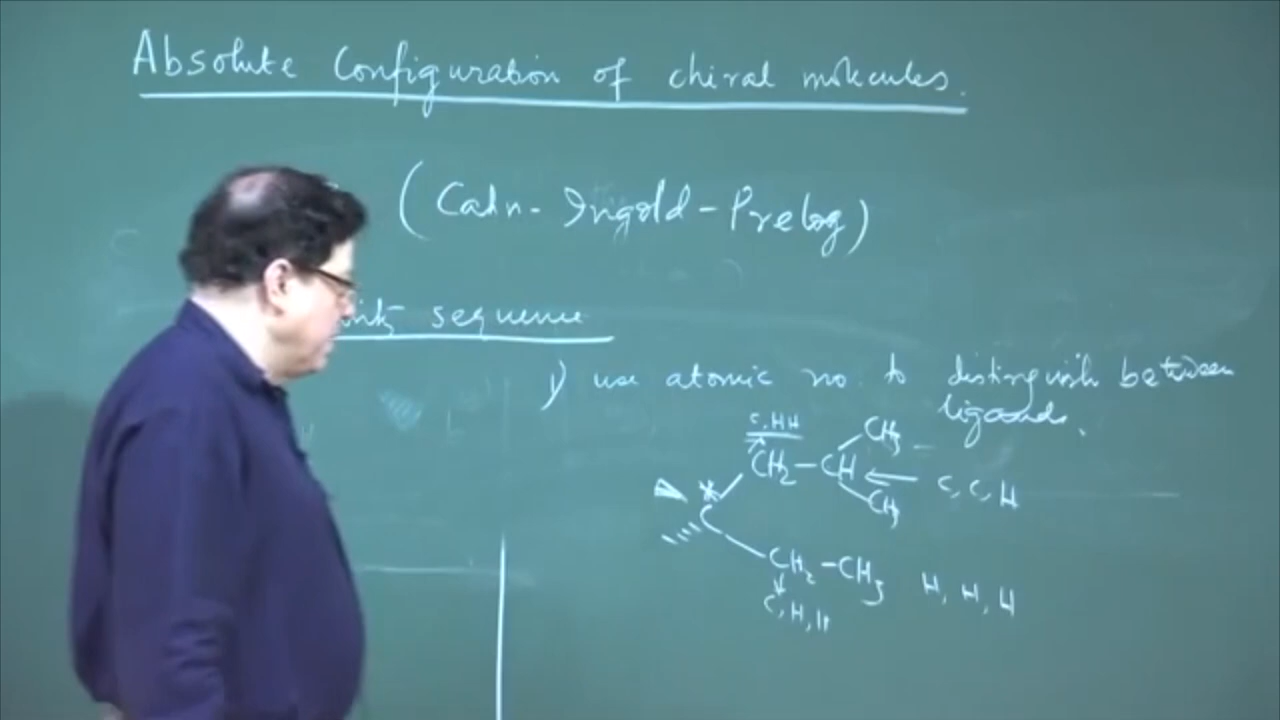 Absolute Configuration of chiral molecules.
(Cahn-Ingold-Prelog)
sequence
1) use atomic no. to distinguish between
ligands.
C, H H
CH3
CH2-CH
C, C, H
CH3
*
C
CH2-CH3
H, H, H
C, H, H